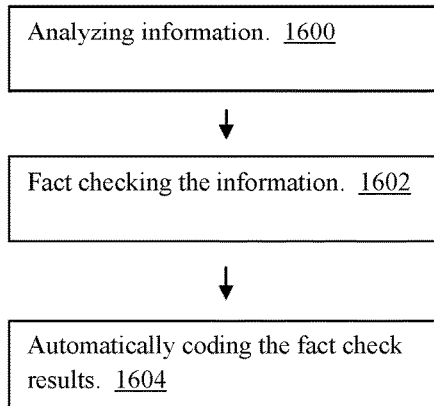 Analyzing information. 1600
Fact checking the information. 1602
Automatically coding the fact check
results. 1604